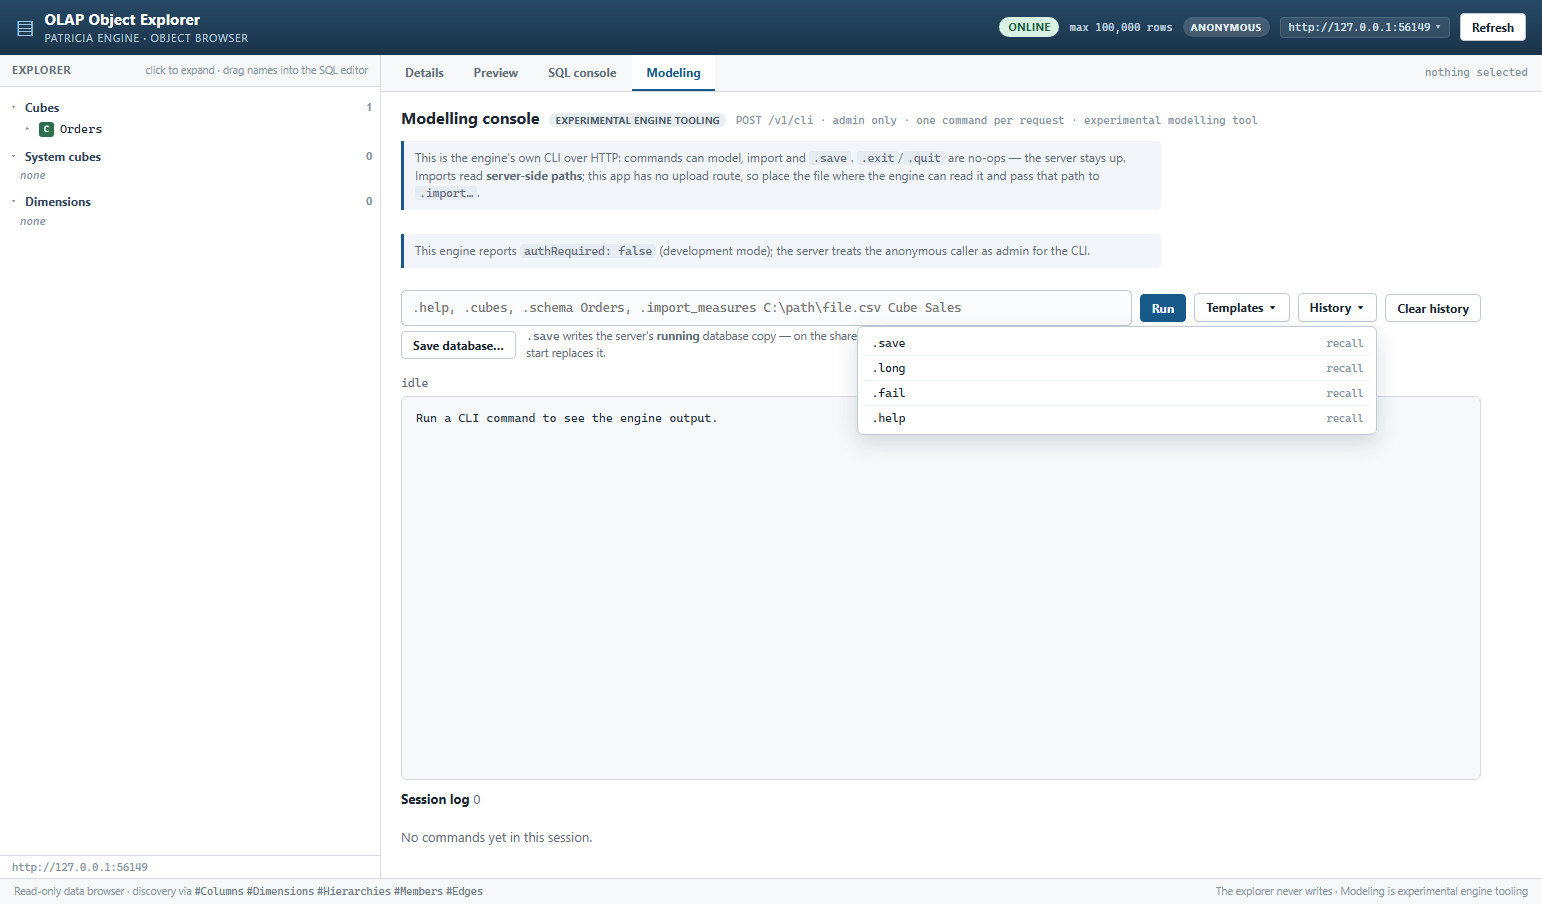 OLAP Object Explorer
PATRICIA ENGINE · OBJECT BROWSER
ONLINE
max 100,000 rows
ANONYMOUS
http://127.0.0.1:56149
Refresh
EXPLORER
click to expand · drag names into the SQL editor
Cubes
1
C
Orders
System cubes
0
none
Dimensions
0
none
http://127.0.0.1:56149
Details
Preview
SQL console
Modeling
nothing selected
Modelling console
EXPERIMENTAL ENGINE TOOLING
POST /v1/cli · admin only · one command per request · experimental modelling tool
This is the engine's own CLI over HTTP: commands can model, import and .save. .exit/.quit are no-ops — the server stays up.
Imports read server-side paths; this app has no upload route, so place the file where the engine can read it and pass that path to
.import….
This engine reports authRequired: false (development mode); the server treats the anonymous caller as admin for the CLI.
.help, .cubes, .schema Orders, .import_measures C:\path\file.csv Cube Sales
Run
Templates
History
Clear history
Save database...
.save writes the server's running database copy — on the share
start replaces it.
.save
recall
.long
recall
.fail
recall
.help
recall
idle
Run a CLI command to see the engine output.
Session log 0
No commands yet in this session.
Read-only data browser · discovery via #Columns #Dimensions #Hierarchies #Members #Edges
The explorer never writes · Modeling is experimental engine tooling